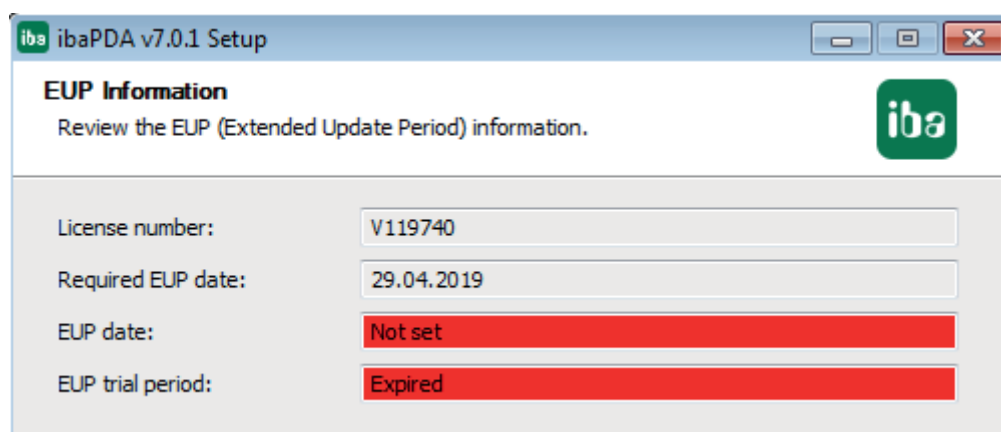 iba ibaPDA v7.0.1 Setup
EUP Information
Review the EUP (Extended Update Period) information.
iba
License number: V119740
Required EUP date: 29.04.2019
EUP date: Not set
EUP trial period: Expired